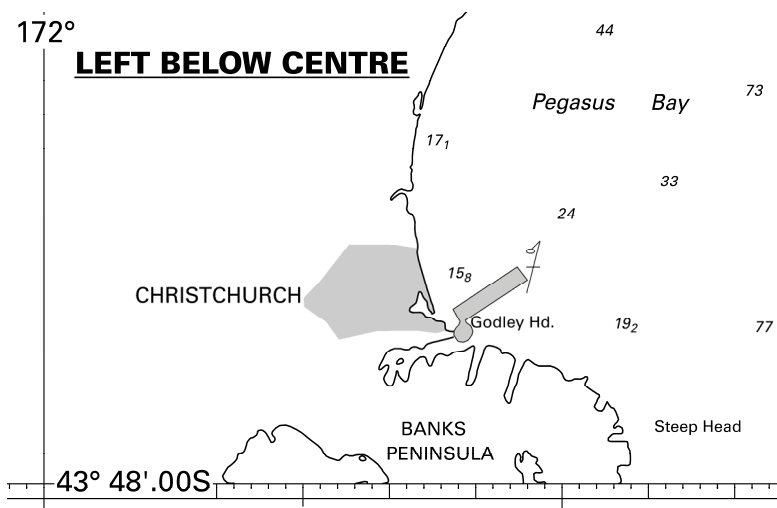 172°
44
LEFT BELOW CENTRE
73
Pegasus Bay
17₁
33
24
15₈
CHRISTCHURCH
Godley Hd.
19₂
77
BANKS
PENINSULA
Steep Head
43° 48'.00S